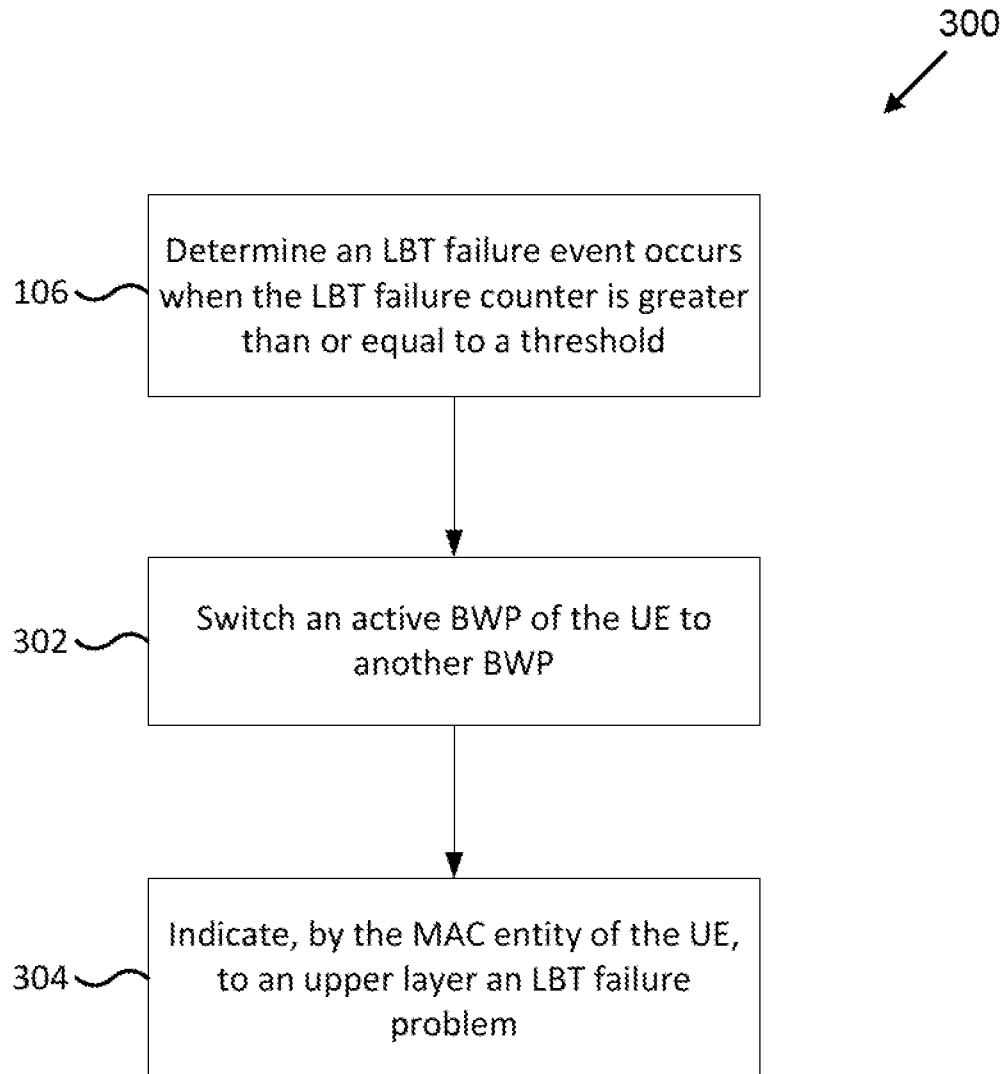 300
Determine an LBT failure event occurs
106
when the LBT failure counter is greater
than or equal to a threshold
Switch an active BWP of the UE to
302
another BWP
Indicate, by the MAC entity of the UE,
304
to an upper layer an LBT failure
problem